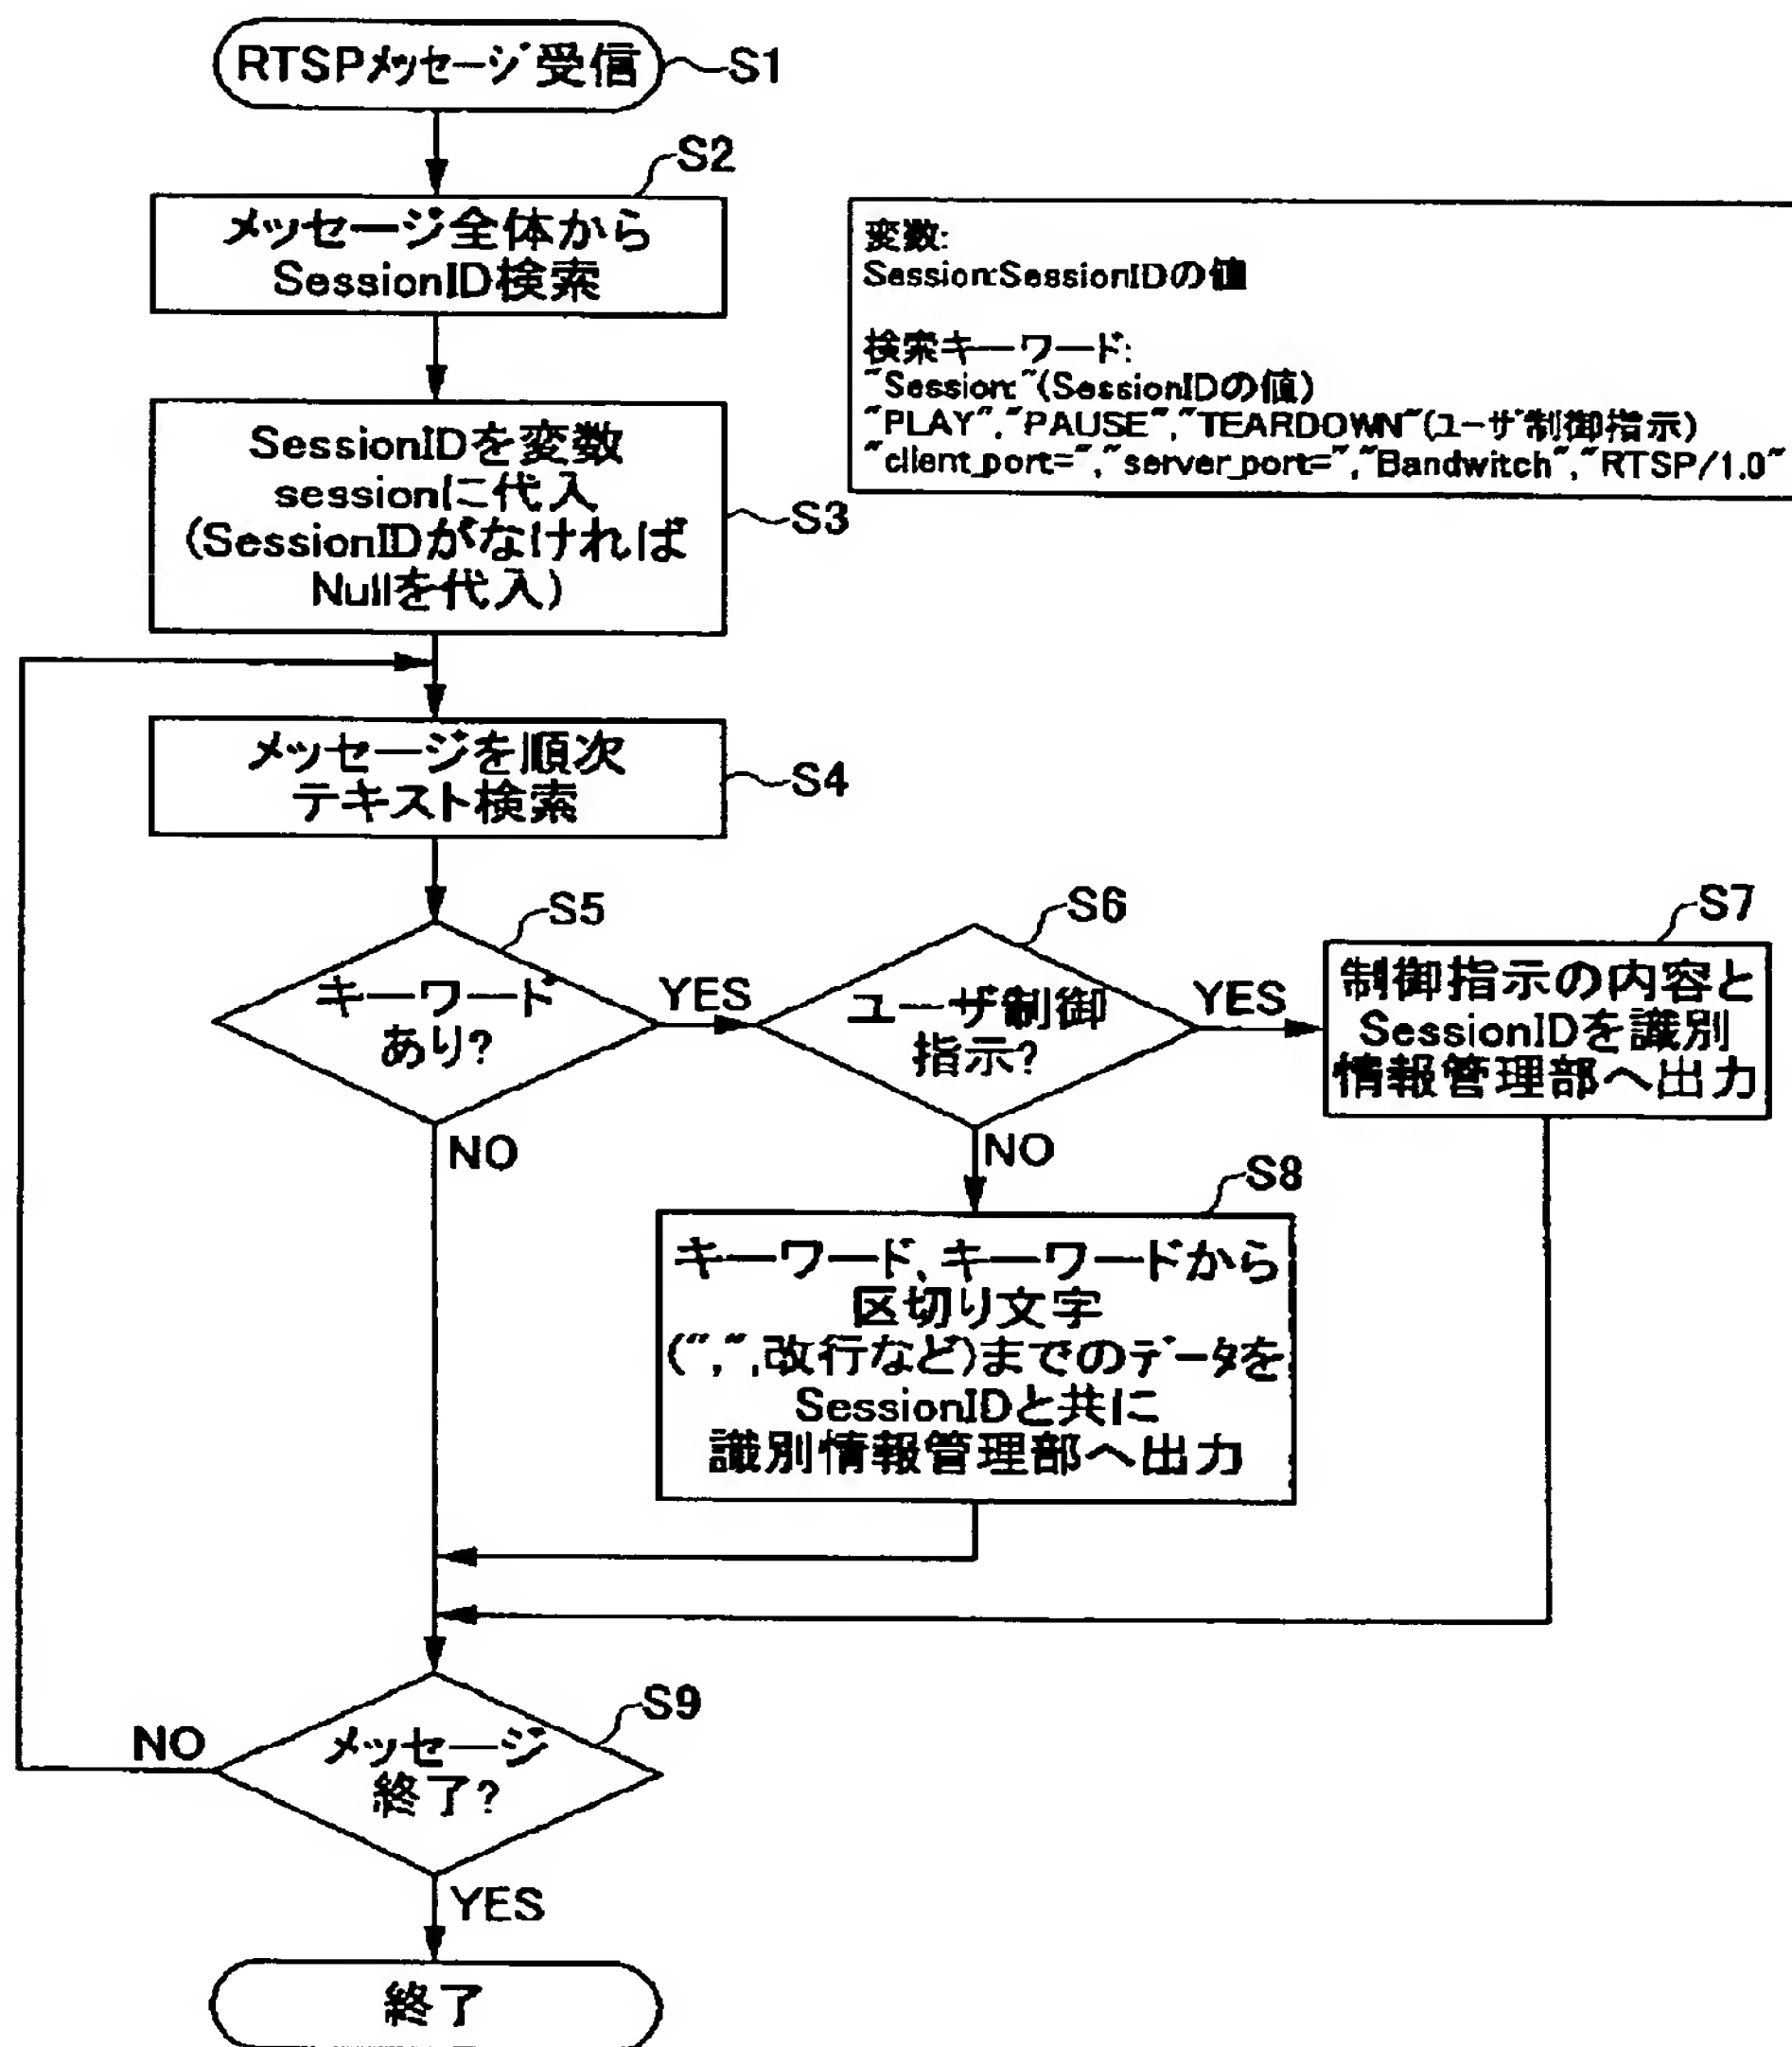 RTSPメッセージ受信
S1
S2
メッセージ全体から
SessionID検索
変数:
Session:SessionIDの値
検索キーワード:
"Session:"(SessionIDの値)
"PLAY","PAUSE","TEARDOWN"(ユーザ制御指示)
"client_port=","server_port=","Bandwitch","RTSP/1.0"
SessionIDを変数
sessionに代入
(SessionIDがなければ
Nullを代入)
S3
メッセージを順次
テキスト検索
S4
S5
キーワード
あり?
YES
NO
S6
ユーザ制御
指示?
YES
NO
S7
制御指示の内容と
SessionIDを識別
情報管理部へ出力
S8
キーワード、キーワードから
区切り文字
(",",改行など)までのデータを
SessionIDと共に
識別情報管理部へ出力
S9
メッセージ
終了?
NO
YES
終了